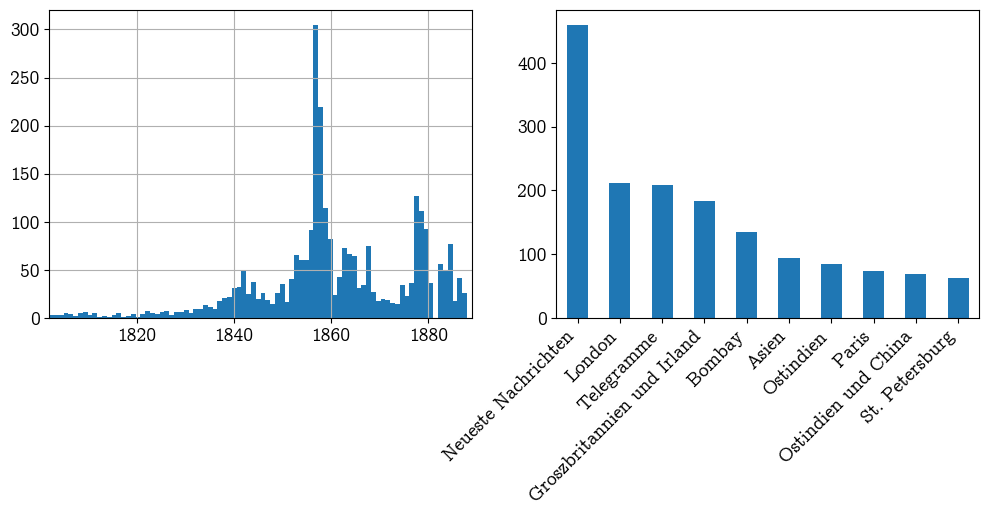 300
250
200
150
100
50
0
1820
1840
1860
1880
400
300
200
100
0
Neueste Nachrichten
London
Telegramme
Groszbritannien und Irland
Bombay
Asien
Ostindien
Paris
Ostindien und China
St. Petersburg